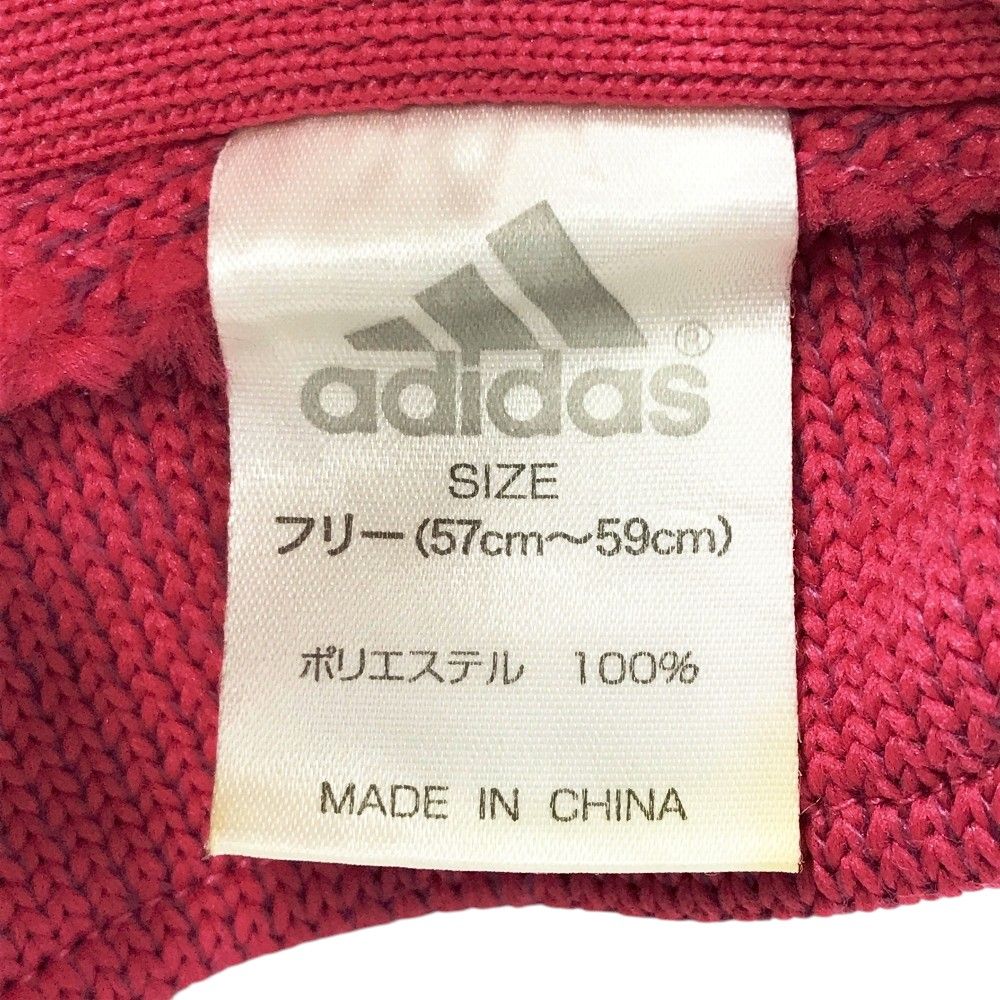 adidas®
SIZE
フリー(57cm〜59cm)
ポリエステル 100%
MADE IN CHINA